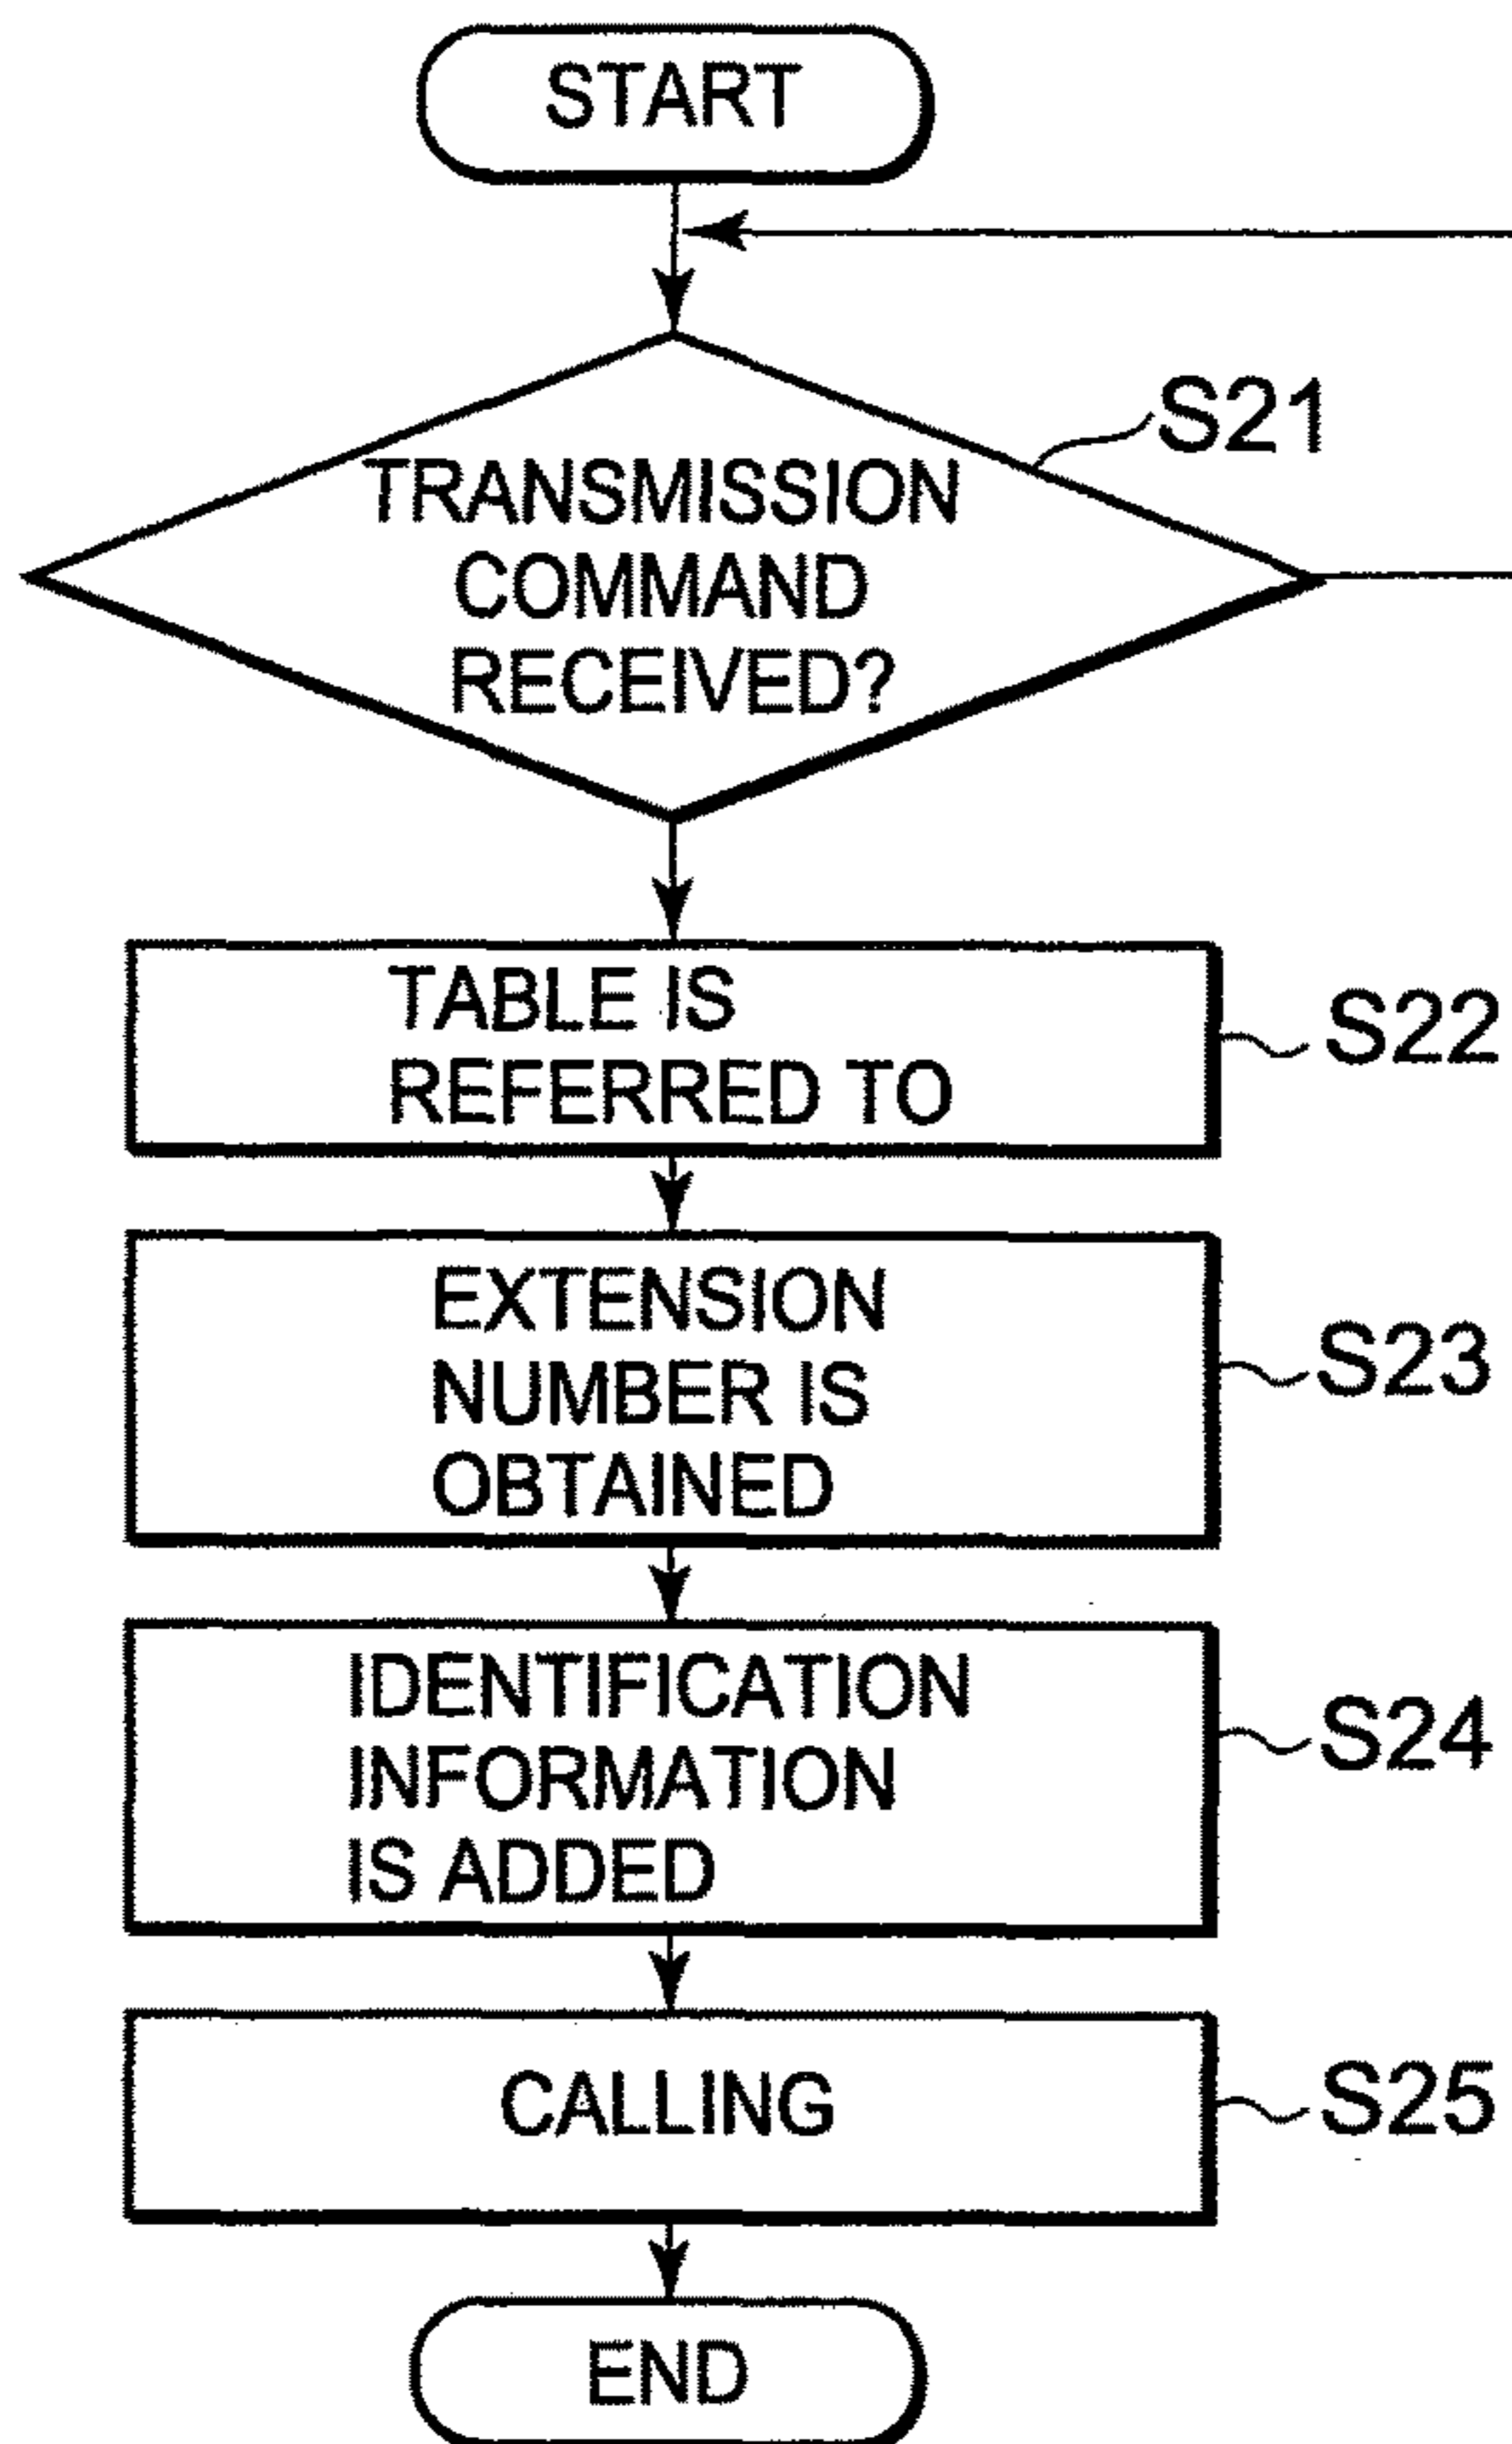 START
S21
TRANSMISSION
COMMAND
RECEIVED?
TABLE IS
REFERRED TO
S22
EXTENSION
NUMBER IS
OBTAINED
S23
IDENTIFICATION
INFORMATION
IS ADDED
S24
CALLING
S25
END